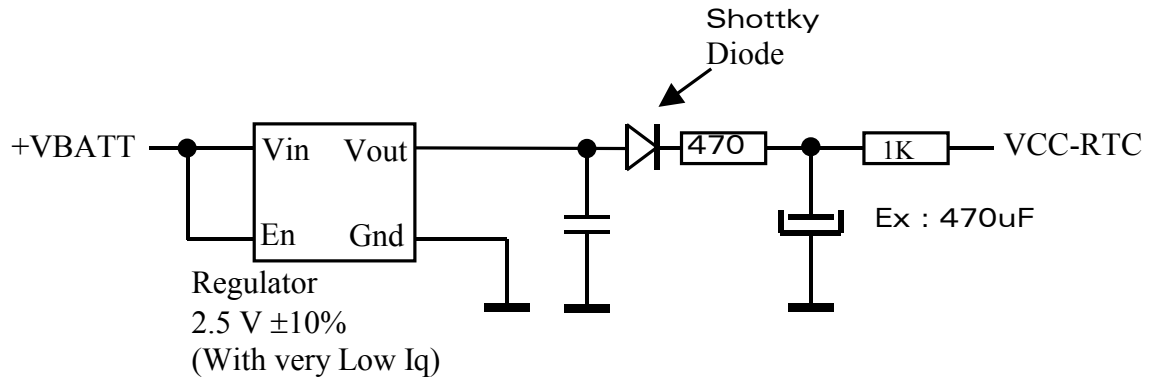 Shottky
Diode
+VBATT
Vin
Vout
470
1K
VCC-RTC
En
Gnd
Ex : 470uF
Regulator
2.5 V ±10%
(With very Low Iq)